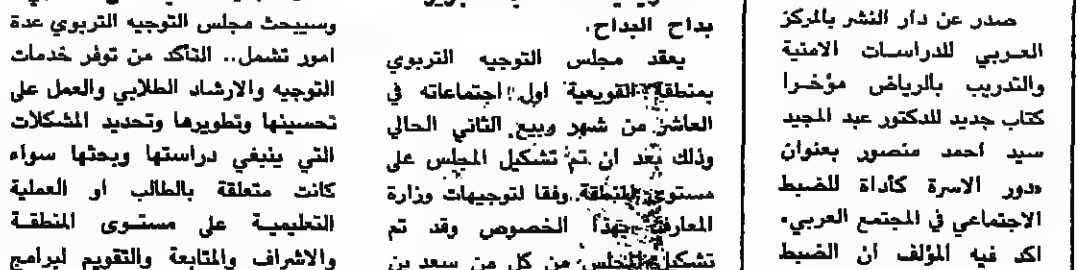 صدر عن دار النشر بالمركز
العربي للدراسات الامنية
والتدريب بالرياض مؤخرا
كتاب جديد للدكتور عبد المجيد
سيد احمد منصور بعنوان
«دور الاسرة كأداة للضبط
الاجتماعي في المجتمع العربي»
اكد فيه المؤلف ان الضبط
بداح البداح.
يعقد مجلس التوجيه التربوي
بمنطقة القويعية اول اجتماعاته في
العاشر من شهر وبيع الثاني الحالي
وذلك بعد ان تم تشكيل المجلس على
مستوى المنطقة وفقا لتوجيهات وزارة
المعارف بهذا الخصوص وقد تم
تشكيل المجلس من كل من سعد بن
وسيبحث مجلس التوجيه التربوي عدة
امور تشمل.. التأكد من توفر خدمات
التوجيه والارشاد الطلابي والعمل على
تحسينها وتطويرها وتحديد المشكلات
التي ينبغي دراستها وبحثها سواء
كانت متعلقة بالطالب او العملية
التعليمية على مستوى المنطقة
والاشراف والمتابعة والتقويم لبرامج